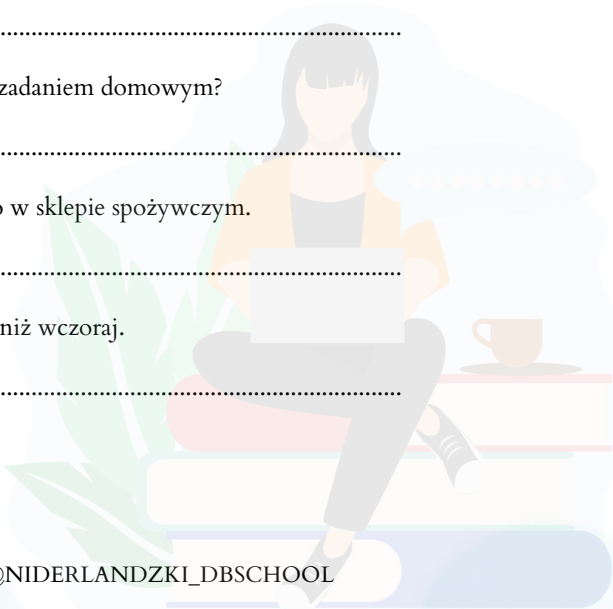 zadaniem domowym?
w sklepie spożywczym.
niż wczoraj.
@NIDERLANDZKI_DBSCHOOL